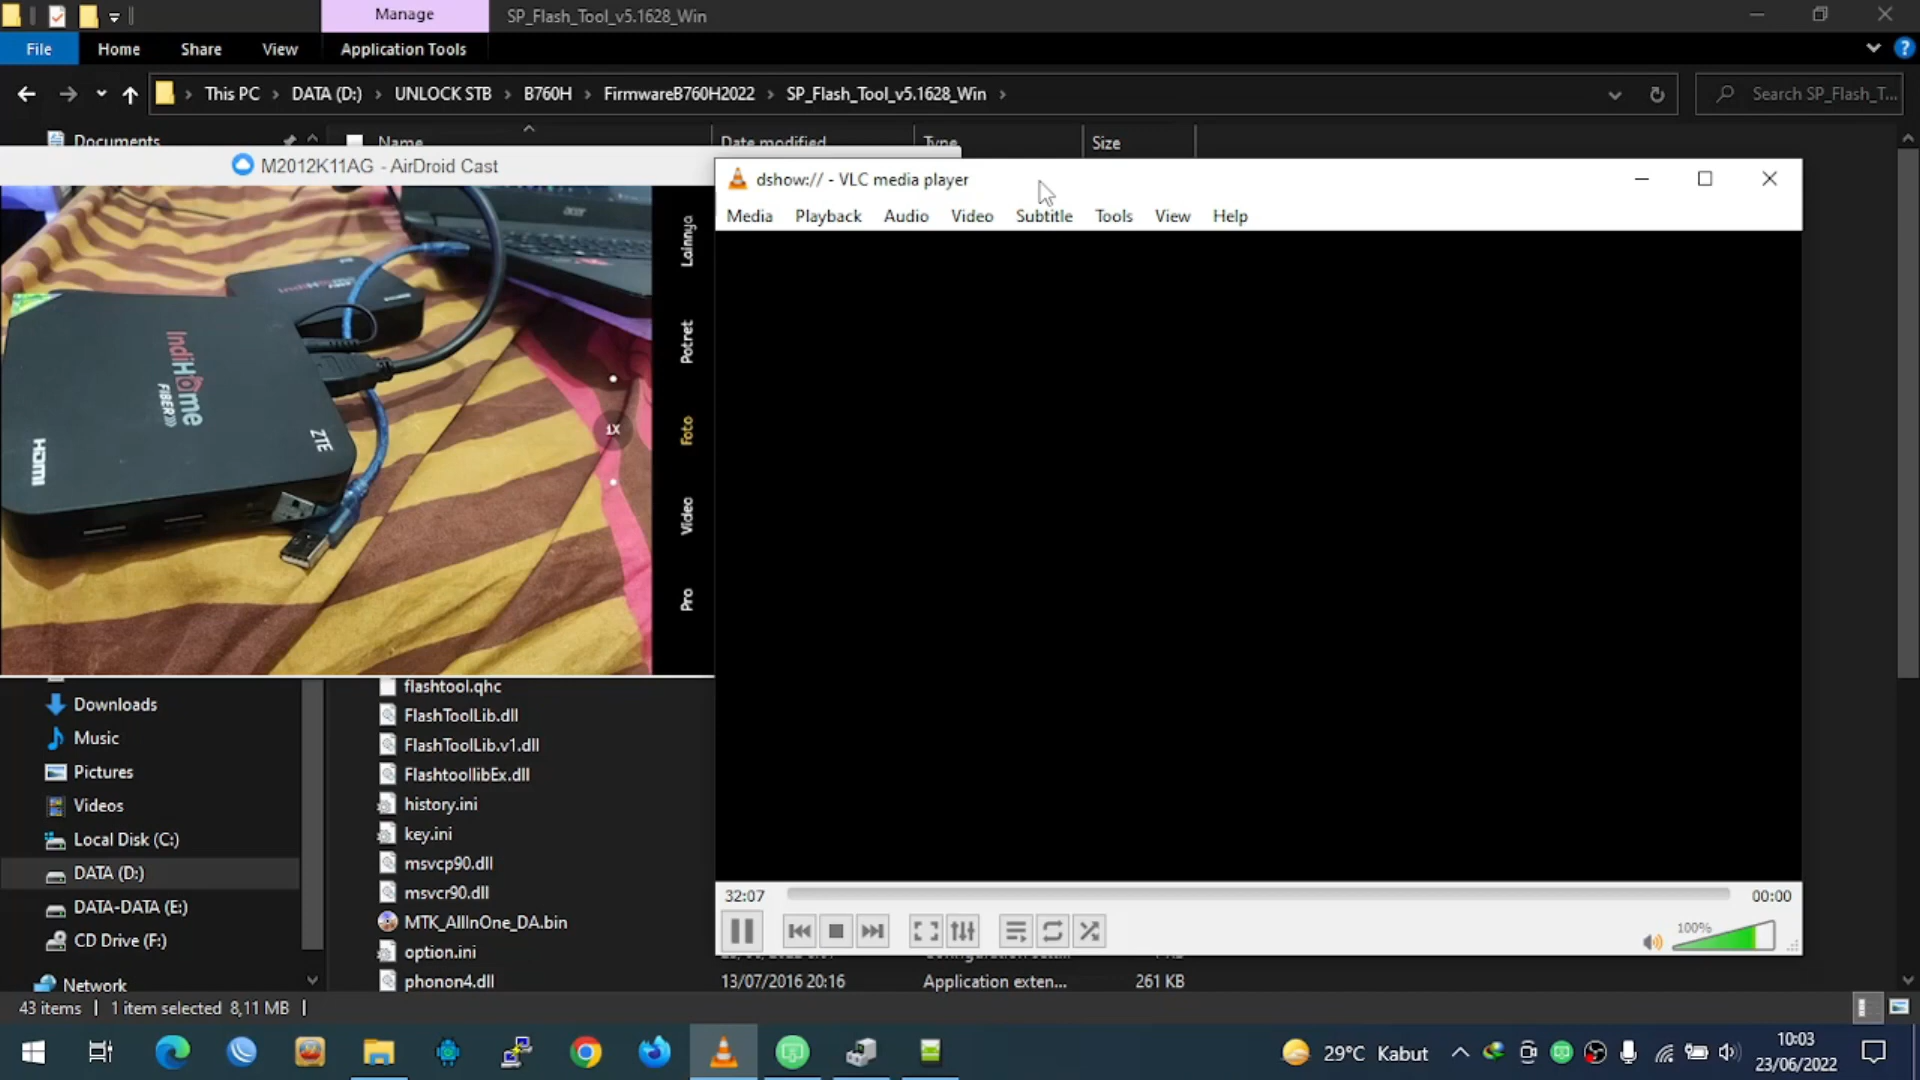 Manage
SP_Flash_Tool_v5.1628_Win
File
Home
Share
View
Application Tools
This PC
DATA (D:)
UNLOCK STB
B760H
FirmwareB760H2022
SP_Flash_Tool_v5.1628_Win
Search SP_Flash_T...
Documents
Name
Date modified
Type
Size
M2012K11AG - AirDroid Cast
dshow:// - VLC media player
Media
Playback
Audio
Video
Subtitle
Tools
View
Help
acer
IndiHome
FIBER
ZTE
HDMI
1X
Lainnya
Potret
Foto
Video
Pro
32:07
00:00
100%
Downloads
Music
Pictures
Videos
Local Disk (C:)
DATA (D:)
DATA-DATA (E:)
CD Drive (F:)
Network
flashtool.qhc
FlashToolLib.dll
FlashToolLib.v1.dll
FlashtoollibEx.dll
history.ini
key.ini
msvcp90.dll
msvcr90.dll
MTK_AllInOne_DA.bin
option.ini
phonon4.dll
13/07/2016 20:16
Application exten...
261 KB
43 items
1 item selected 8,11 MB
29°C Kabut
10:03
23/06/2022